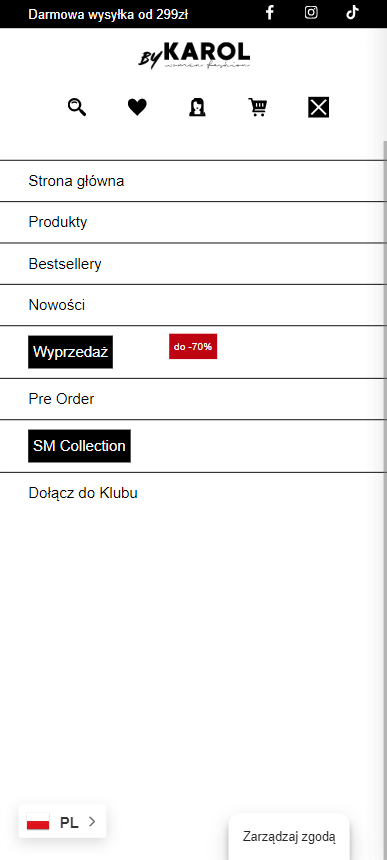 Darmowa wysyłka od 299zł
by KAROL
womin fashion
Strona główna
Produkty
Bestsellery
Nowości
Wyprzedaż do -70%
Pre Order
SM Collection
Dołącz do Klubu
PL
Zarządzaj zgodą